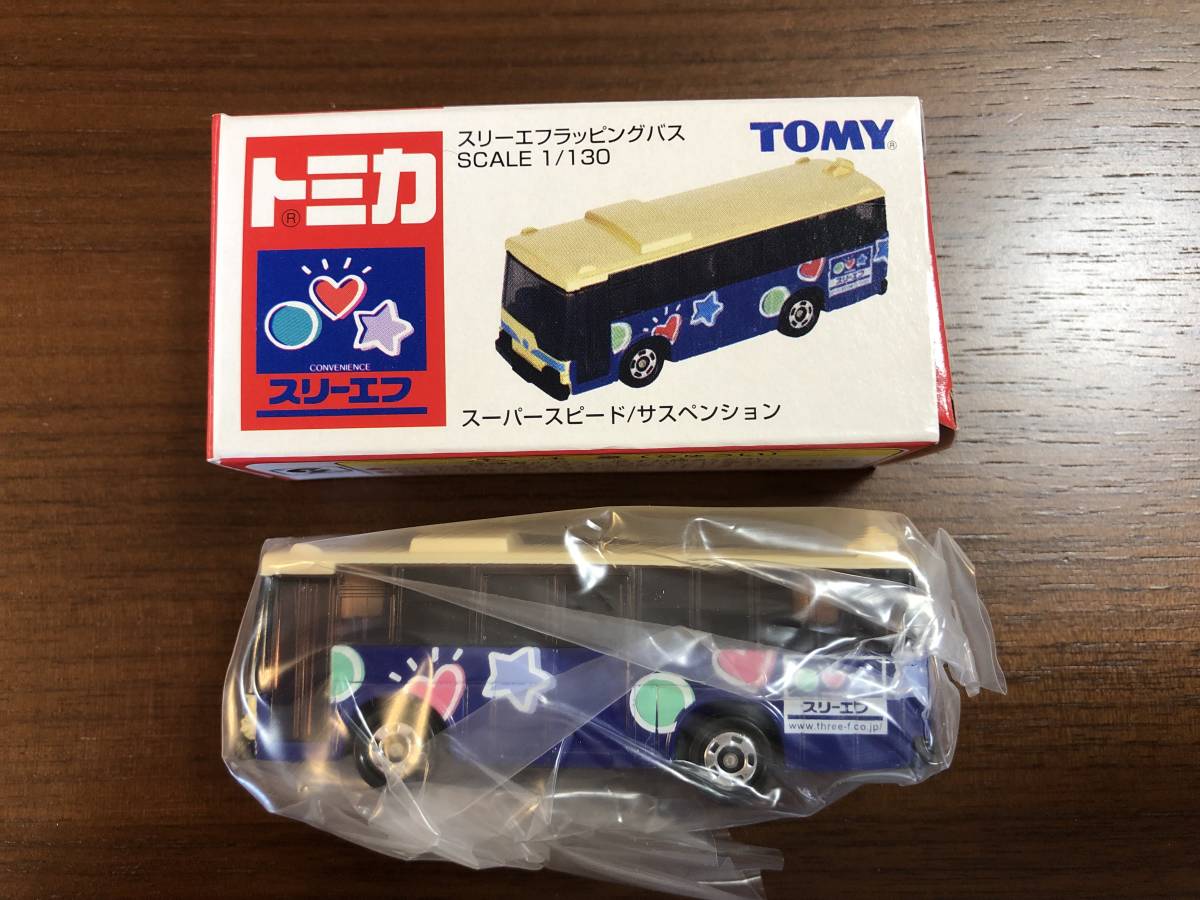 トミカ
®
スリーエフラッピングバス
SCALE 1/130
TOMY®
CONVENIENCE
スリーエフ
スリーエフ
スーパースピード/サスペンション
スリーエフ
www.three-f.co.jp/